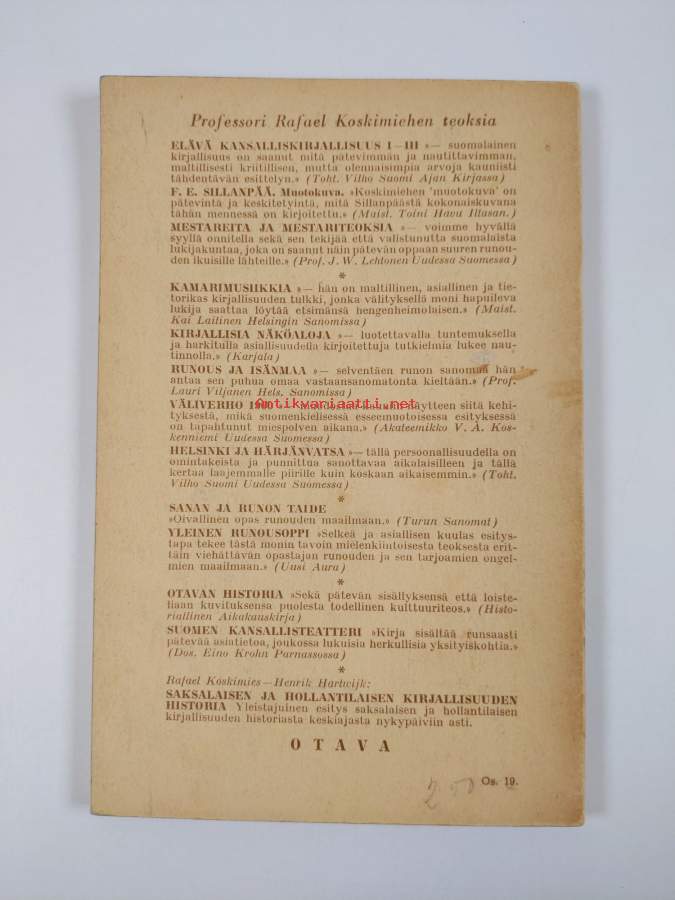 Professori Rafael Koskimiehen teoksia
ELÄVÄ KANSALLISKIRJALLISUUS I—III »— suomalainen
kirjallisuus on saanut mitä pätevimmän ja nautittavimman,
maltillisesti kriitillisen, mutta olennaisimpia arvoja kauniisti
tähdentävän esittelyn.» (Toht. Vilho Suomi Ajan Kirjassa)
F. E. SILLANPÄÄ. Muotokuva. »Koskimiehen 'muotokuva' on
pätevintä ja keskitetyintä, mitä Sillanpäästä kokonaiskuvana
tähän mennessä on kirjoitettu.» (Maist. Toini Havu Iltasan.)
MESTAREITA JA MESTARITEOKSIA »— voimme hyvällä
syyllä onnitella sekä sen tekijää että valistunutta suomalaista
lukijakuntaa, joka on saanut näin pätevän oppaan suuren runou-
den ikuisille lähteille.» (Prof. J. W. Lehtonen Uudessa Suomessa)
*
KAMARIMUSIIKKIA »— hän on maltillinen, asiallinen ja tie-
torikas kirjallisuuden tulkki, jonka välityksellä moni hapuileva
lukija saattaa löytää etsimänsä hengenheimolaisen.» (Maist.
Kai Laitinen Helsingin Sanomissa)
KIRJALLISIA NÄKÖALOJA »— luotettavalla tuntemuksella
ja harkitulla asiallisuudella kirjoitettuja tutkielmia lukee nau-
tinnolla.» (Karjala)
RUNOUS JA ISÄNMAA »— selventäen runon sanomaa hän
antaa sen puhua omaa vastaansanomatonta kieltään.» (Prof.
Lauri Viljanen Hels. Sanomissa)
Antikvariaatti.net
VÄLIVERHO kauniin näytteen siitä kehi-
tyksestä, mikä suomenkielisessä esseemuotoisessa esityksessä
on tapahtunut miespolven aikana.» (Akateemikko V. A. Kos-
kenniemi Uudessa Suomessa)
HELSINKI JA HÄRJÄNVATSA »— tällä persoonallisuudella on
omintakeista ja punnittua sanottavaa aikalaisilleen ja tällä
kertaa laajemmalle piirille kuin koskaan aikaisemmin.» (Toht.
Vilho Suomi Uudessa Suomessa)
*
SANAN JA RUNON TAIDE
»Oivallinen opas runouden maailmaan.» (Turun Sanomat)
YLEINEN RUNOUSOPPI »Selkeä ja asiallisen kuulas esitys-
tapa tekee tästä monin tavoin mielenkiintoisesta teoksesta erit-
täin viehättävän opastajan runouden ja sen tarjoamien ongel-
mien maailmaan.» (Uusi Aura)
*
OTAVAN HISTORIA »Sekä pätevän sisällyksensä että loiste-
liaan kuvituksensa puolesta todellinen kulttuuriteos.» (Histo-
riallinen Aikakauskirja)
SUOMEN KANSALLISTEATTERI »Kirja sisältää runsaasti
pätevää asiatietoa, joukossa lukuisia herkullisia yksityiskohtia.»
(Dos. Eino Krohn Parnassossa)
*
Rafael Koskimies—Henrik Hartwijk:
SAKSALAISEN JA HOLLANTILAISEN KIRJALLISUUDEN
HISTORIA Yleistajuinen esitys saksalaisen ja hollantilaisen
kirjallisuuden historiasta keskiajasta nykypäiviin asti.
OTAVA
Os. 19.